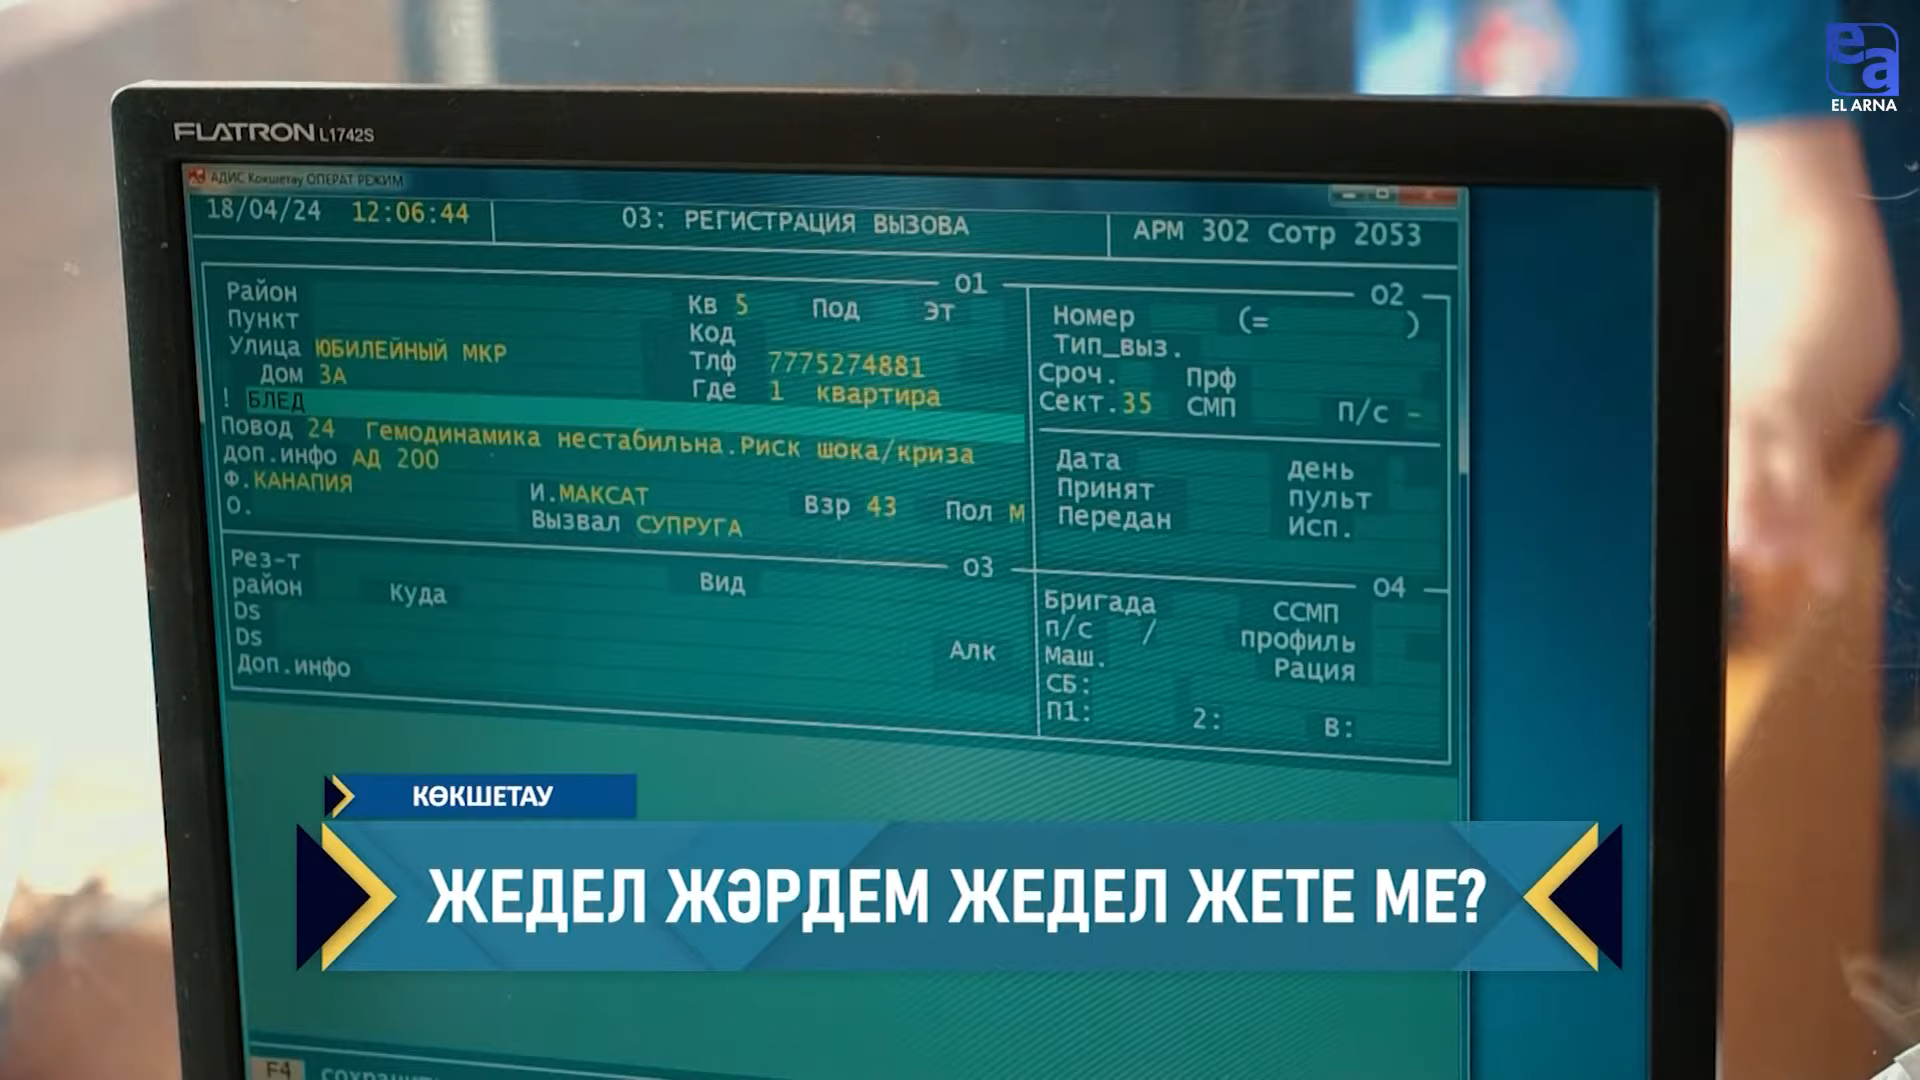 EL ARNA
FLATRON L1742S
АДИС Кокшетау ОПЕРАТ РЕЖИМ
18/04/24 12:06:44 03: РЕГИСТРАЦИЯ ВЫЗОВА АРМ 302 Сотр 2053
01
02
Район Кв 5 Под Эт
Пункт Код
Улица ЮБИЛЕЙНЫЙ МКР Тлф 7775274881
Дом 3А Где 1 квартира
! БЛЕД
Повод 24 Гемодинамика нестабильна.Риск шока/криза
доп.инфо АД 200
Ф.КАНАПИЯ И.МАКСАТ Взр 43 Пол М
О. Вызвал СУПРУГА
Номер (= )
Тип_выз.
Сроч. Прф
Сект.35 СМП п/с -
Дата день
Принят пульт
Передан Исп.
03
04
Рез-т
район Куда Вид
Ds
Ds
Доп.инфо Алк
Бригада ССМП
п/с / профиль
Маш. Рация
СБ:
П1: 2: В:
КӨКШЕТАУ
ЖЕДЕЛ ЖӘРДЕМ ЖЕДЕЛ ЖЕТЕ МЕ?
F4